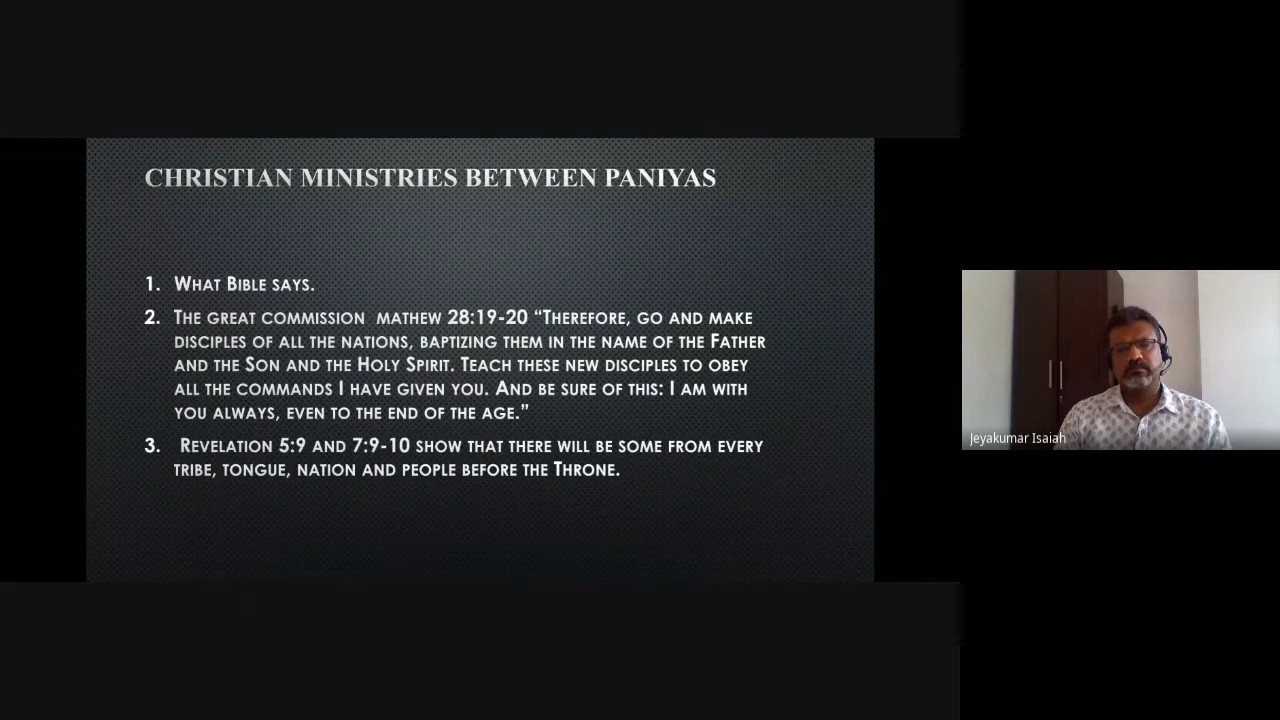 CHRISTIAN MINISTRIES BETWEEN PANIYAS
1. WHAT BIBLE SAYS.
2. THE GREAT COMMISSION MATHEW 28:19-20 “THEREFORE, GO AND MAKE
DISCIPLES OF ALL THE NATIONS, BAPTIZING THEM IN THE NAME OF THE FATHER
AND THE SON AND THE HOLY SPIRIT. TEACH THESE NEW DISCIPLES TO OBEY
ALL THE COMMANDS I HAVE GIVEN YOU. AND BE SURE OF THIS: I AM WITH
YOU ALWAYS, EVEN TO THE END OF THE AGE.”
3. REVELATION 5:9 AND 7:9-10 SHOW THAT THERE WILL BE SOME FROM EVERY
TRIBE, TONGUE, NATION AND PEOPLE BEFORE THE THRONE.
Jeyakumar Isaiah